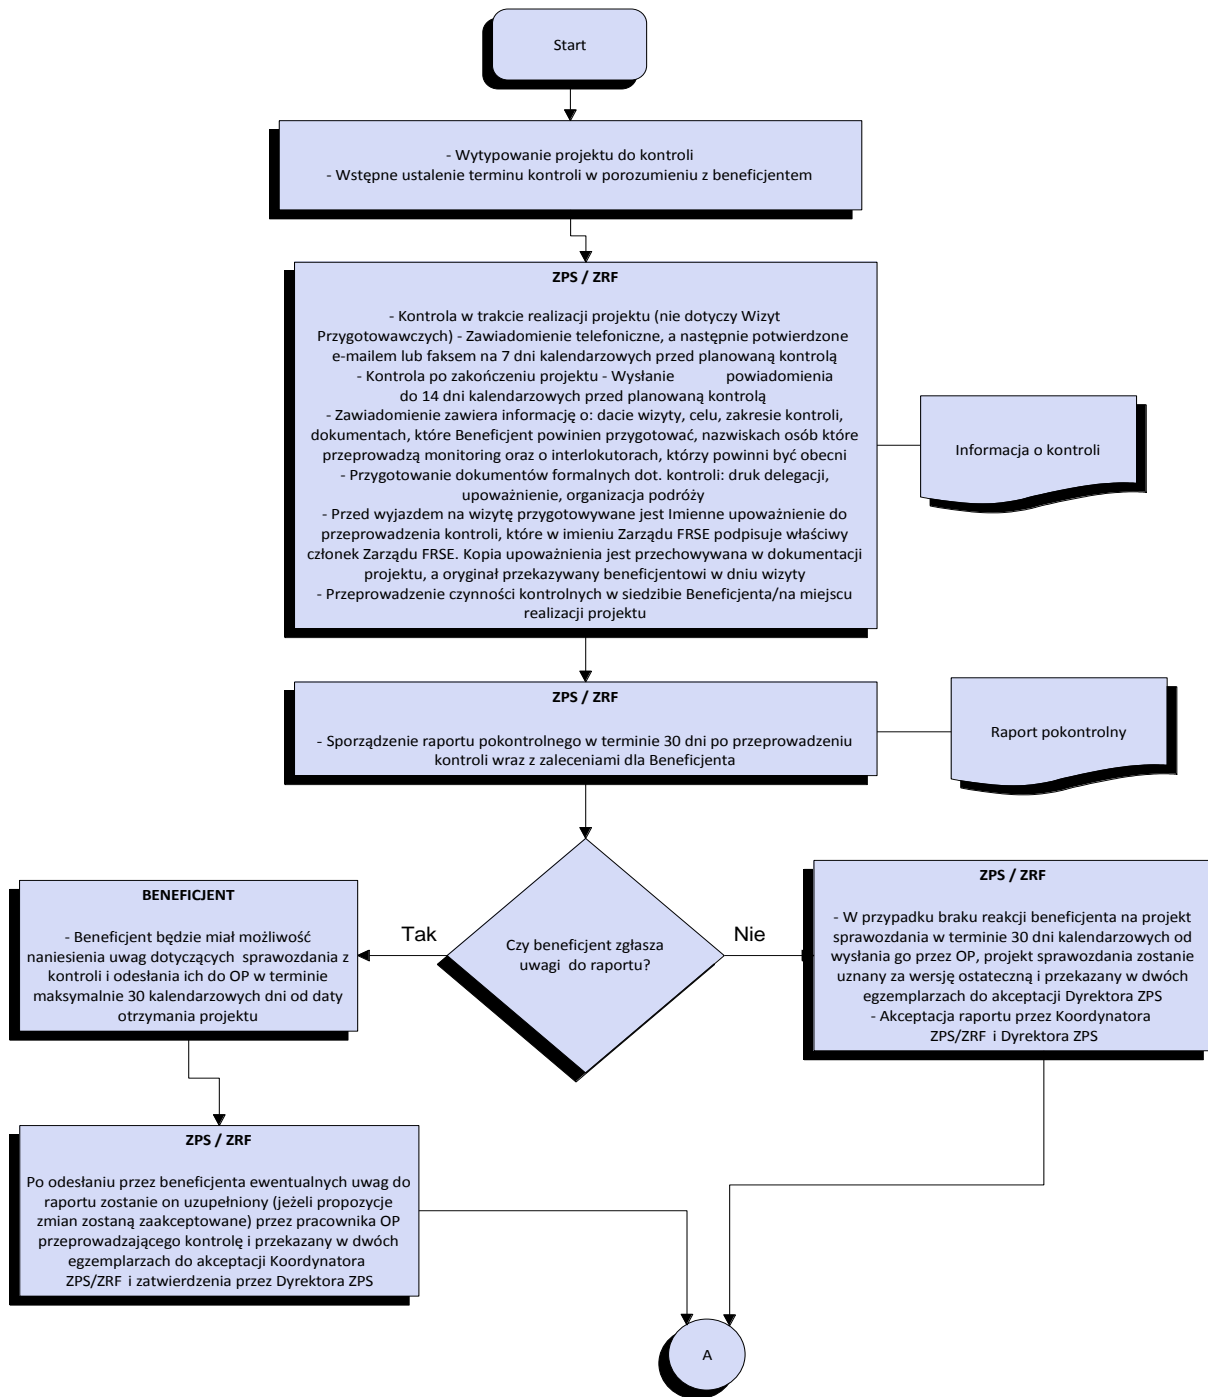 Start
- Wytypowanie projektu do kontroli
- Wstępne ustalenie terminu kontroli w porozumieniu z beneficjentem
ZPS / ZRF
- Kontrola w trakcie realizacji projektu (nie dotyczy Wizyt
Przygotowawczych) - Zawiadomienie telefoniczne, a następnie potwierdzone
e-mailem lub faksem na 7 dni kalendarzowych przed planowaną kontrolą
- Kontrola po zakończeniu projektu - Wysłanie powiadomienia
do 14 dni kalendarzowych przed planowaną kontrolą
- Zawiadomienie zawiera informację o: dacie wizyty, celu, zakresie kontroli,
dokumentach, które Beneficjent powinien przygotować, nazwiskach osób które
przeprowadzą monitoring oraz o interlokutorach, którzy powinni być obecni
- Przygotowanie dokumentów formalnych dot. kontroli: druk delegacji,
upoważnienie, organizacja podróży
- Przed wyjazdem na wizytę przygotowywane jest Imienne upoważnienie do
przeprowadzenia kontroli, które w imieniu Zarządu FRSE podpisuje właściwy
członek Zarządu FRSE. Kopia upoważnienia jest przechowywana w dokumentacji
projektu, a oryginał przekazywany beneficjentowi w dniu wizyty
- Przeprowadzenie czynności kontrolnych w siedzibie Beneficjenta/na miejscu
realizacji projektu
Informacja o kontroli
ZPS / ZRF
- Sporządzenie raportu pokontrolnego w terminie 30 dni po przeprowadzeniu
kontroli wraz z zaleceniami dla Beneficjenta
Raport pokontrolny
Czy beneficjent zgłasza
uwagi do raportu?
Tak
Nie
BENEFICJENT
- Beneficjent będzie miał możliwość
naniesienia uwag dotyczących sprawozdania z
kontroli i odesłania ich do OP w terminie
maksymalnie 30 kalendarzowych dni od daty
otrzymania projektu
ZPS / ZRF
- W przypadku braku reakcji beneficjenta na projekt
sprawozdania w terminie 30 dni kalendarzowych od
wysłania go przez OP, projekt sprawozdania zostanie
uznany za wersję ostateczną i przekazany w dwóch
egzemplarzach do akceptacji Dyrektora ZPS
- Akceptacja raportu przez Koordynatora
ZPS/ZRF i Dyrektora ZPS
ZPS / ZRF
Po odesłaniu przez beneficjenta ewentualnych uwag do
raportu zostanie on uzupełniony (jeżeli propozycje
zmian zostaną zaakceptowane) przez pracownika OP
przeprowadzającego kontrolę i przekazany w dwóch
egzemplarzach do akceptacji Koordynatora
ZPS/ZRF i zatwierdzenia przez Dyrektora ZPS
A